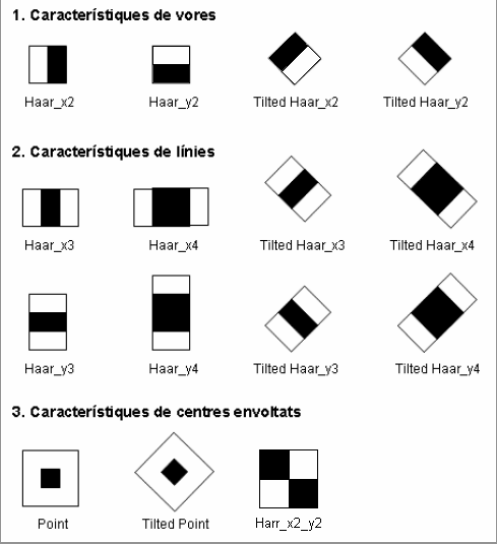 1. Característiques de vores
Haar_x2 Haar_y2 Tilted Haar_x2 Tilted Haar_y2
2. Característiques de línies
Haar_x3 Haar_x4 Tilted Haar_x3 Tilted Haar_x4
Haar_y3 Haar_y4 Tilted Haar_y3 Tilted Haar_y4
3. Característiques de centres envoltats
Point Tilted Point Harr_x2_y2